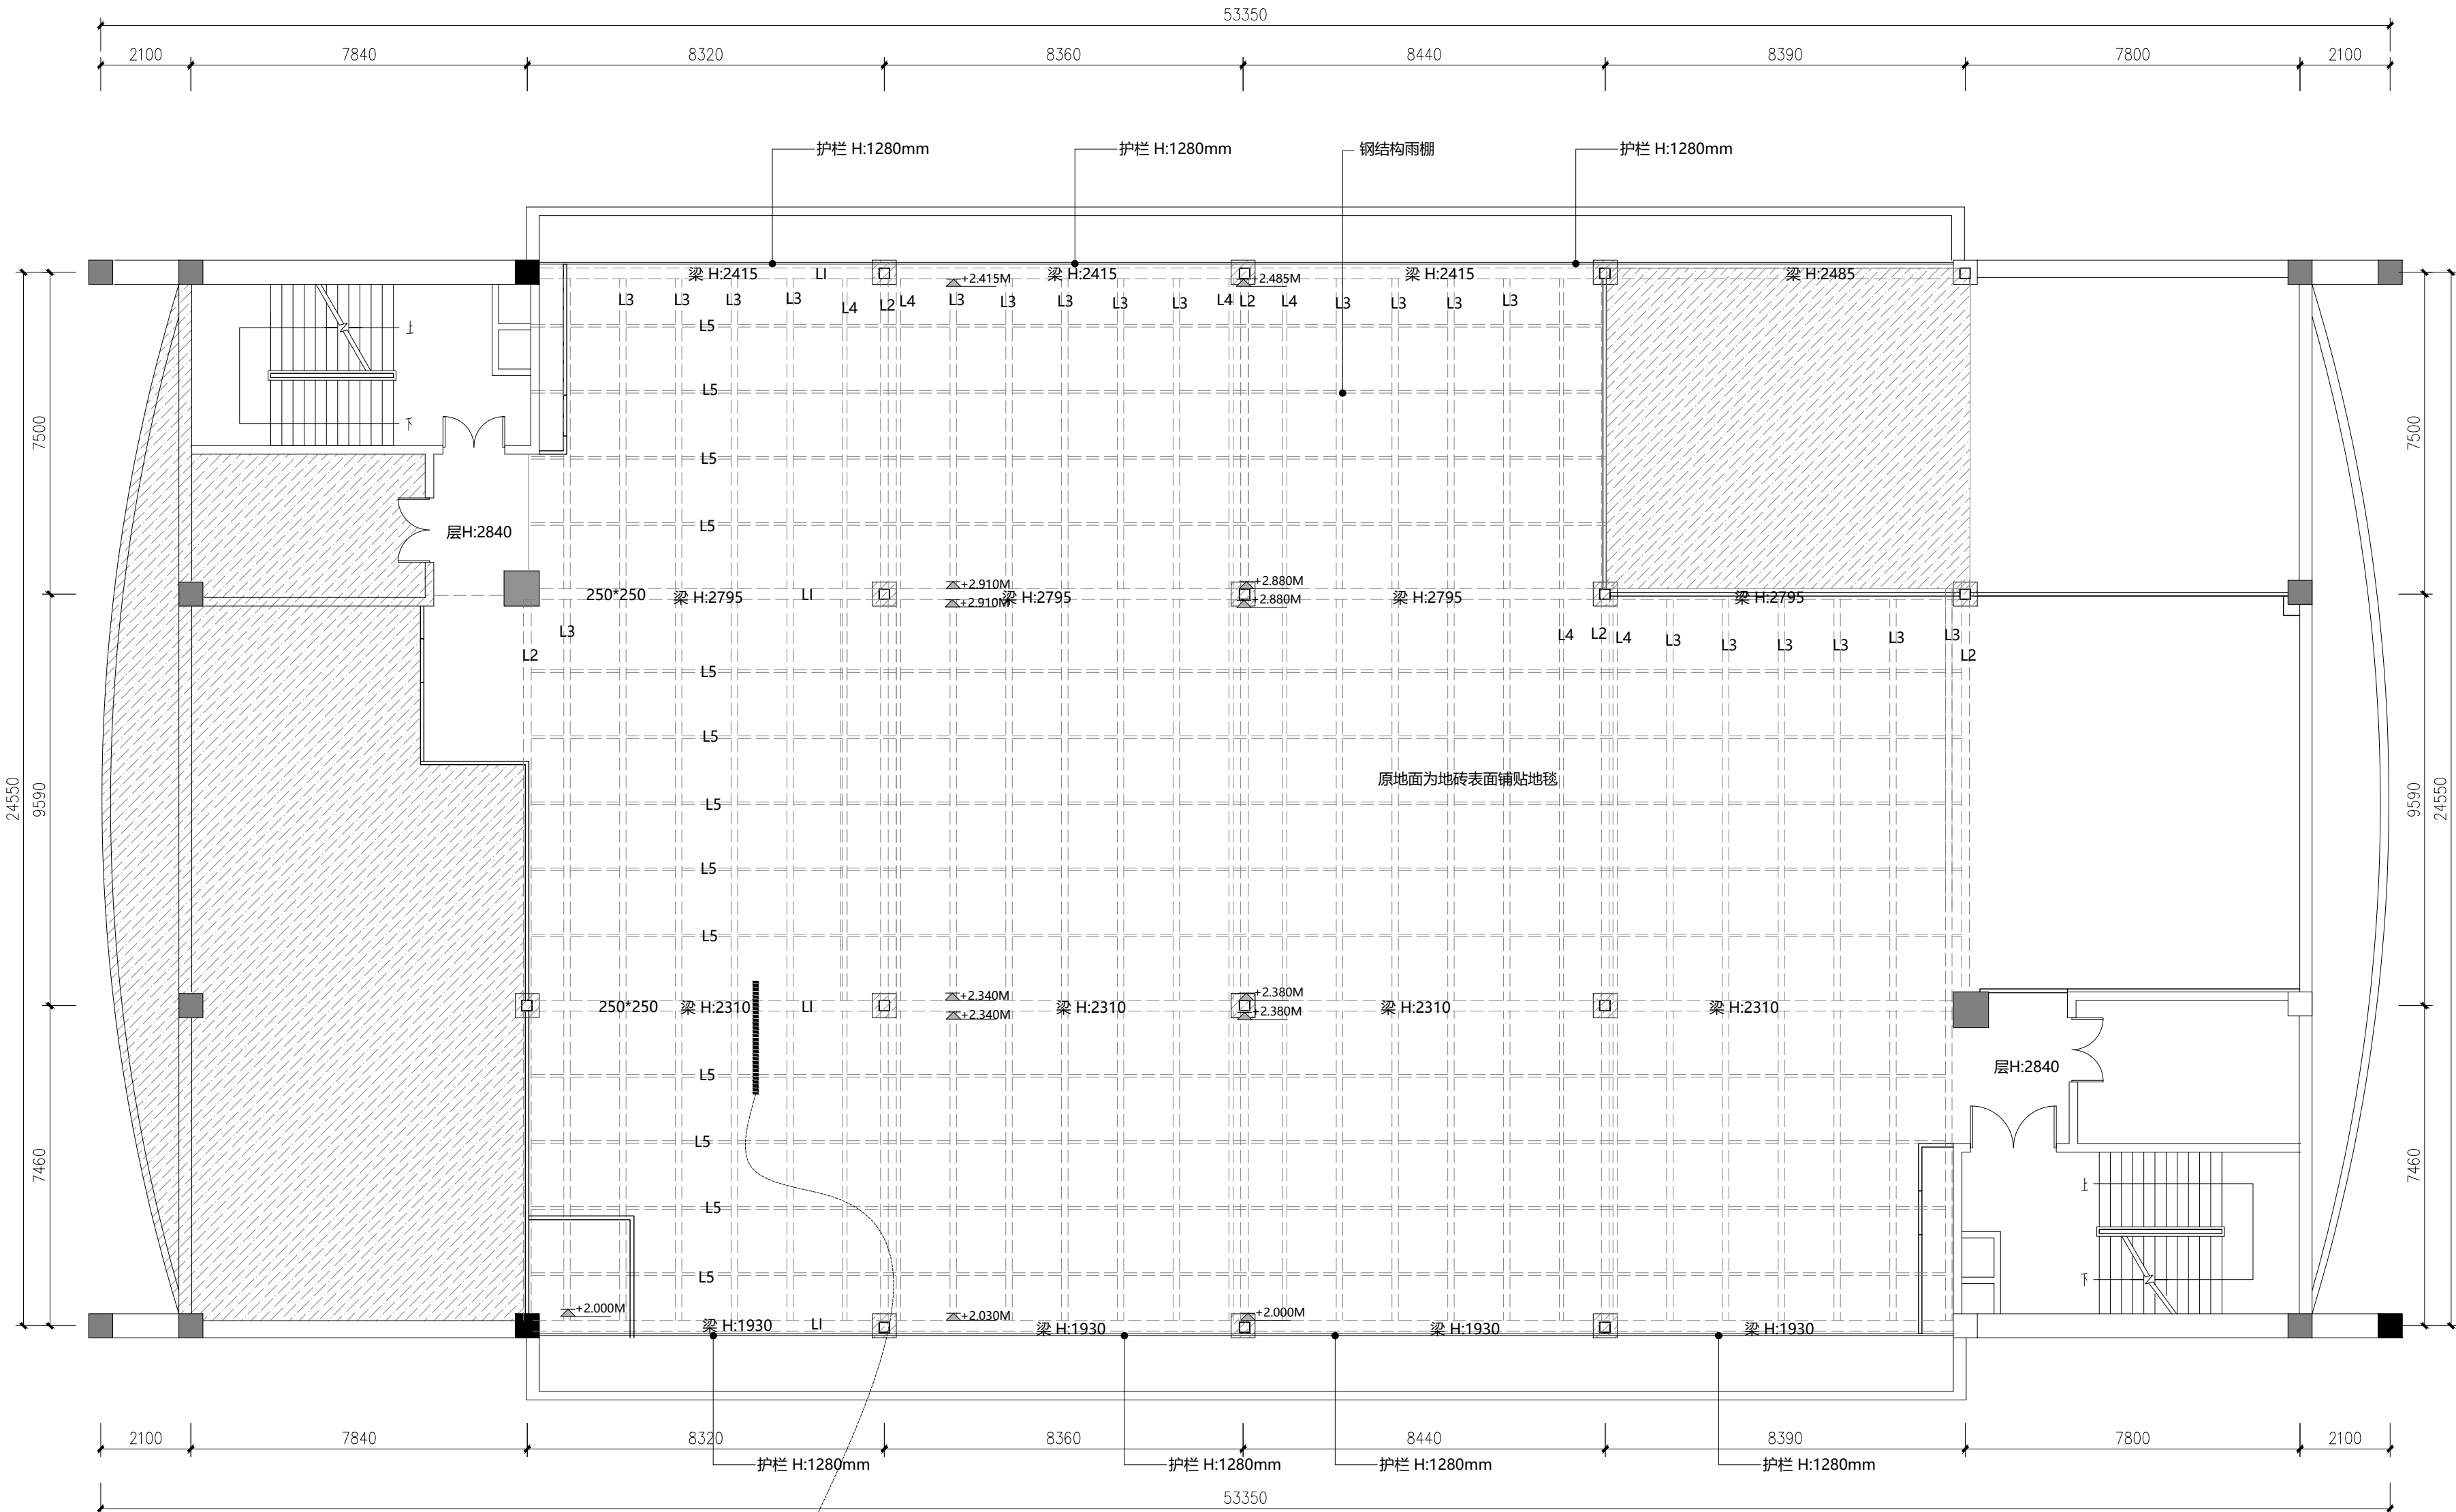 53350
2100 7840 8320 8360 8440 8390 7800 2100
护栏 H:1280mm 护栏 H:1280mm 钢结构雨棚 护栏 H:1280mm
梁 H:2415 LI +2.415M 梁 H:2415 +2.485M 梁 H:2415 梁 H:2485
L3 L3 L3 L3 L4 L2 L4 L3 L3 L3 L3 L3 L4 L2 L4 L3 L3 L3 L3
L5
上
L5
下
7500 7500
L5
L5
层H:2840
+2.910M +2.880M
250*250 梁 H:2795 LI +2.910M 梁 H:2795 +2.880M 梁 H:2795 梁 H:2795
L3 L4 L2 L4 L3 L3 L3 L3 L3 L3
L2 L2
L5
L5
原地面为地砖表面铺贴地毯
24550 9590 L5 9590 24550
L5
L5
+2.340M +2.380M
250*250 梁 H:2310 LI +2.340M 梁 H:2310 +2.380M 梁 H:2310 梁 H:2310
层H:2840
L5
L5
7460 7460
上
L5
L5
下
+2.000M 梁 H:1930 LI +2.030M 梁 H:1930 +2.000M 梁 H:1930 梁 H:1930
2100 7840 8320 8360 8440 8390 7800 2100
护栏 H:1280mm 护栏 H:1280mm 护栏 H:1280mm 护栏 H:1280mm
53350